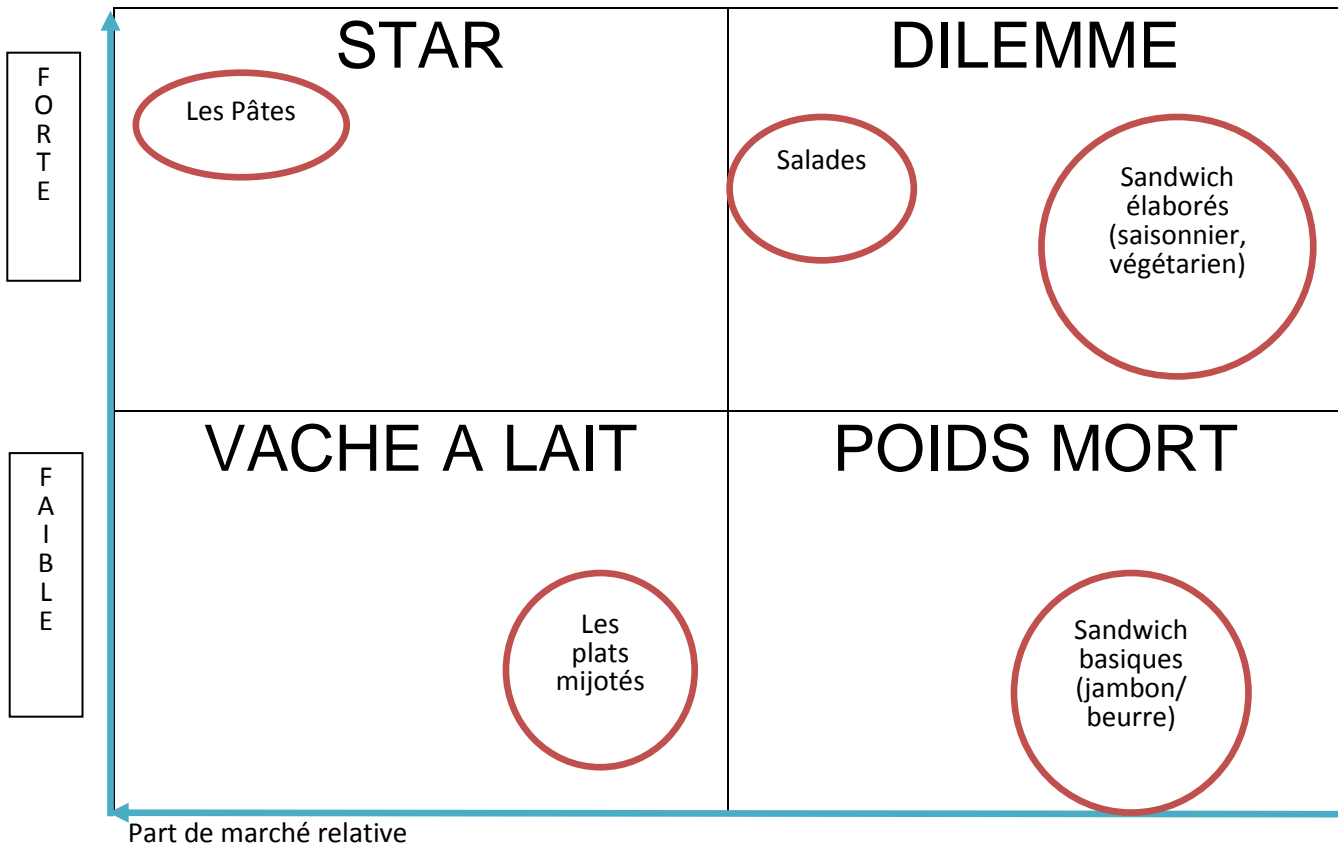 STAR
DILEMME
F
O
R
T
E
Les Pâtes
Salades
Sandwich
élaborés
(saisonnier,
végétarien)
VACHE A LAIT
POIDS MORT
F
A
I
B
L
E
Les
plats
mijotés
Sandwich
basiques
(jambon/
beurre)
Part de marché relative